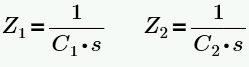 Z₁ = 1 / (C₁ · s)   Z₂ = 1 / (C₂ · s)